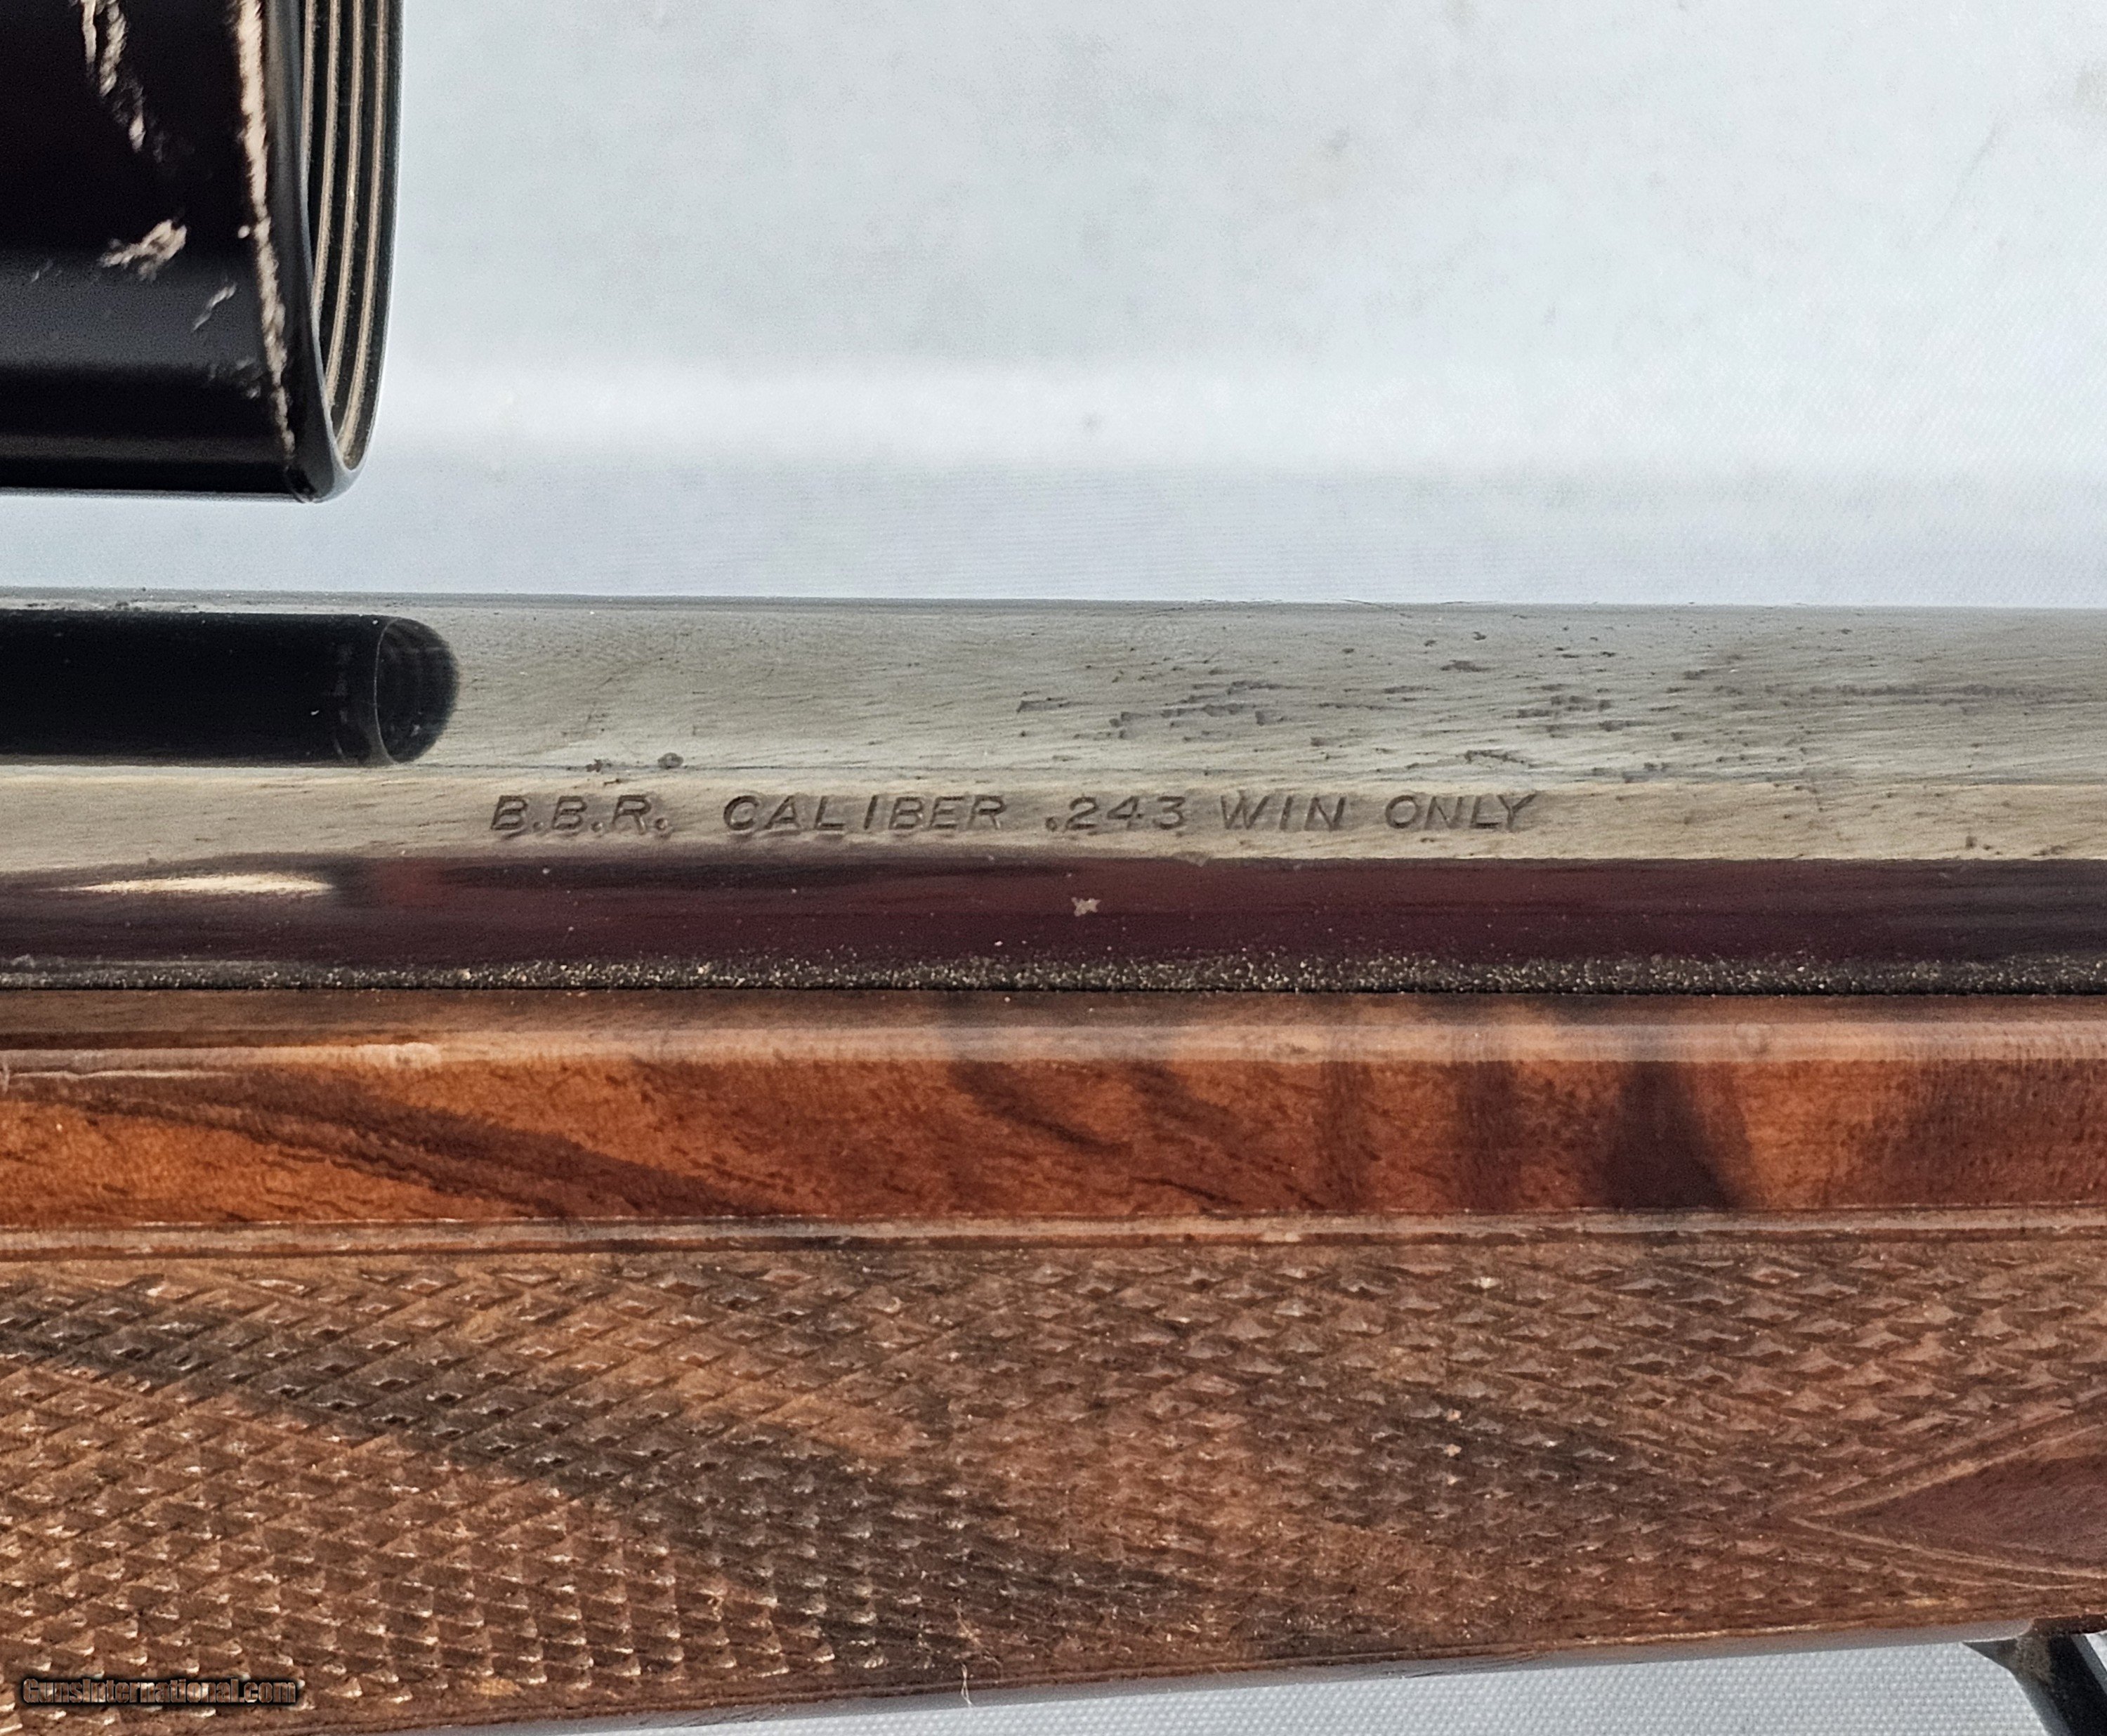 B.B.R. CALIBER .243 WIN ONLY
GunsInternational.com